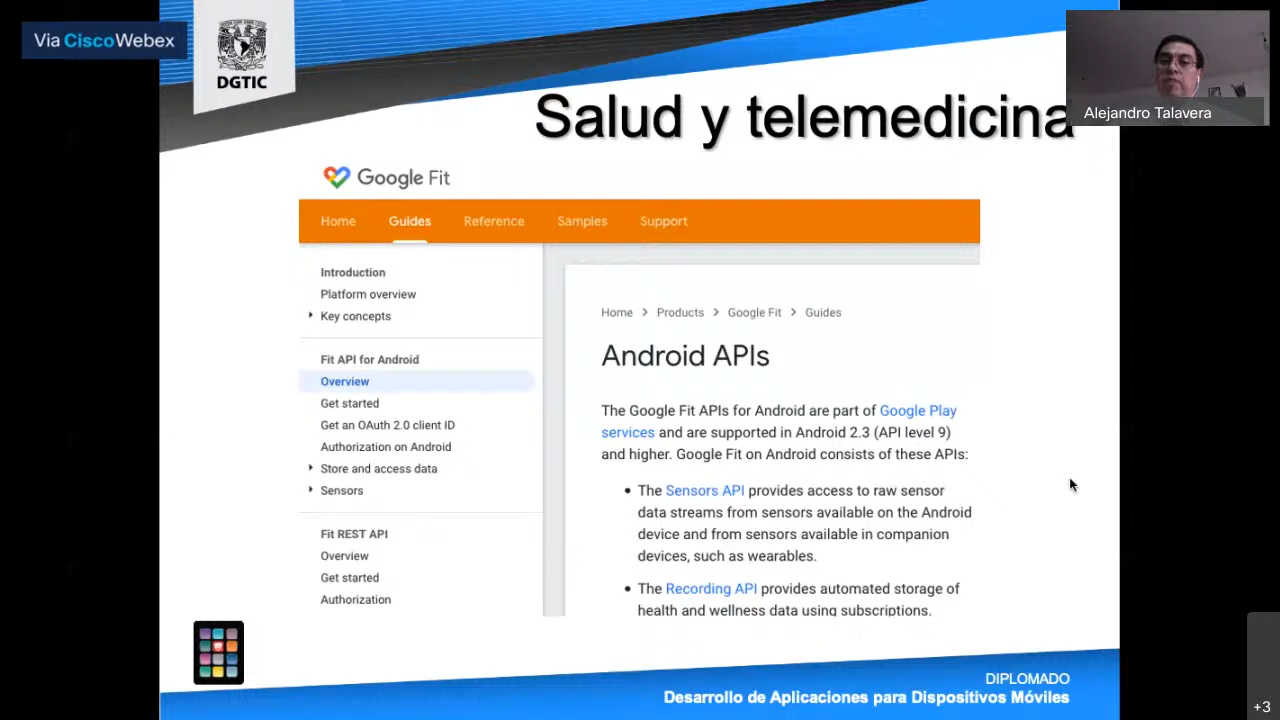 Via CiscoWebex
DGTIC
Alejandro Talavera
Salud y telemedicina
Google Fit
Home Guides Reference Samples Support
Introduction
Platform overview
Key concepts
Fit API for Android
Overview
Get started
Get an OAuth 2.0 client ID
Authorization on Android
Store and access data
Sensors
Fit REST API
Overview
Get started
Authorization
Home > Products > Google Fit > Guides
Android APIs
The Google Fit APIs for Android are part of Google Play
services and are supported in Android 2.3 (API level 9)
and higher. Google Fit on Android consists of these APIs:
• The Sensors API provides access to raw sensor
data streams from sensors available on the Android
device and from sensors available in companion
devices, such as wearables.
• The Recording API provides automated storage of
health and wellness data using subscriptions.
DIPLOMADO
Desarrollo de Aplicaciones para Dispositivos Móviles
+3